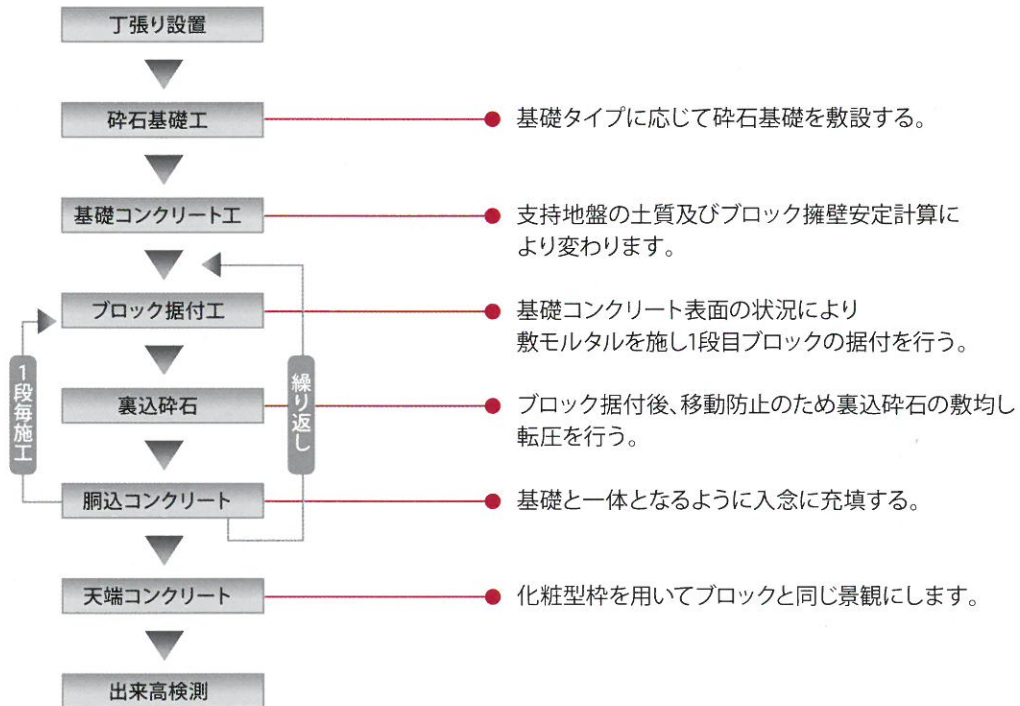 丁張り設置
砕石基礎工
基礎タイプに応じて砕石基礎を敷設する。
基礎コンクリート工
支持地盤の土質及びブロック擁壁安定計算に
より変わります。
ブロック据付工
基礎コンクリート表面の状況により
敷モルタルを施し1段目ブロックの据付を行う。
1段毎施工
繰り返し
裏込砕石
ブロック据付後、移動防止のため裏込砕石の敷均し
転圧を行う。
胴込コンクリート
基礎と一体となるように入念に充填する。
天端コンクリート
化粧型枠を用いてブロックと同じ景観にします。
出来高検測